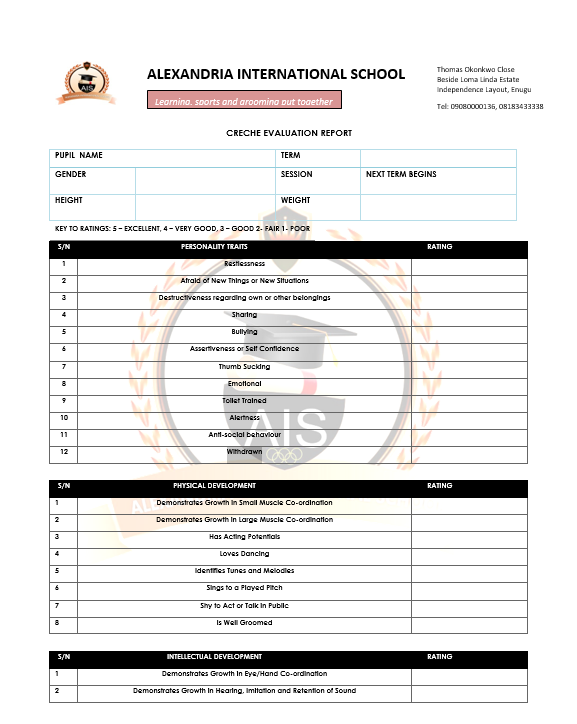 ALEXANDRIA INTERNATIONAL SCHOOL
Learning, sports and grooming put together
Thomas Okonkwo Close
Beside Loma Linda Estate
Independence Layout, Enugu
Tel: 09080000136, 08183433338
AIS
CRECHE EVALUATION REPORT
PUPIL NAME TERM
GENDER SESSION NEXT TERM BEGINS
HEIGHT WEIGHT
KEY TO RATINGS: 5 – EXCELLENT, 4 – VERY GOOD, 3 – GOOD 2- FAIR 1- POOR
S/N PERSONALITY TRAITS RATING
1 Restlessness
2 Afraid of New Things or New Situations
3 Destructiveness regarding own or other belongings
4 Sharing
5 Bullying
6 Assertiveness or Self Confidence
7 Thumb Sucking
8 Emotional
9 Toilet Trained
10 Alertness
11 Anti-social behaviour
12 Withdrawn
AIS
S/N PHYSICAL DEVELOPMENT RATING
1 Demonstrates Growth in Small Muscle Co-ordination
2 Demonstrates Growth in Large Muscle Co-ordination
3 Has Acting Potentials
4 Loves Dancing
5 Identifies Tunes and Melodies
6 Sings to a Played Pitch
7 Shy to Act or Talk in Public
8 Is Well Groomed
S/N INTELLECTUAL DEVELOPMENT RATING
1 Demonstrates Growth in Eye/Hand Co-ordination
2 Demonstrates Growth in Hearing, Imitation and Retention of Sound